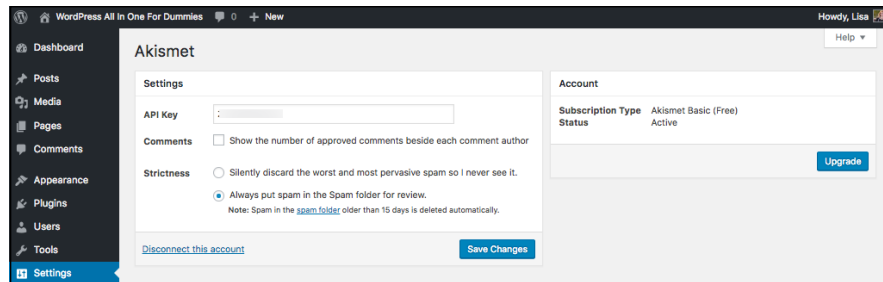 WordPress All In One For Dummies 0 + New Howdy, Lisa
Help ▼
Dashboard
Posts
Media
Pages
Comments
Appearance
Plugins
Users
Tools
Settings
Akismet
Settings
API Key
Comments Show the number of approved comments beside each comment author
Strictness Silently discard the worst and most pervasive spam so I never see it.
Always put spam in the Spam folder for review.
Note: Spam in the spam folder older than 15 days is deleted automatically.
Disconnect this account Save Changes
Account
Subscription Type Akismet Basic (Free)
Status Active
Upgrade